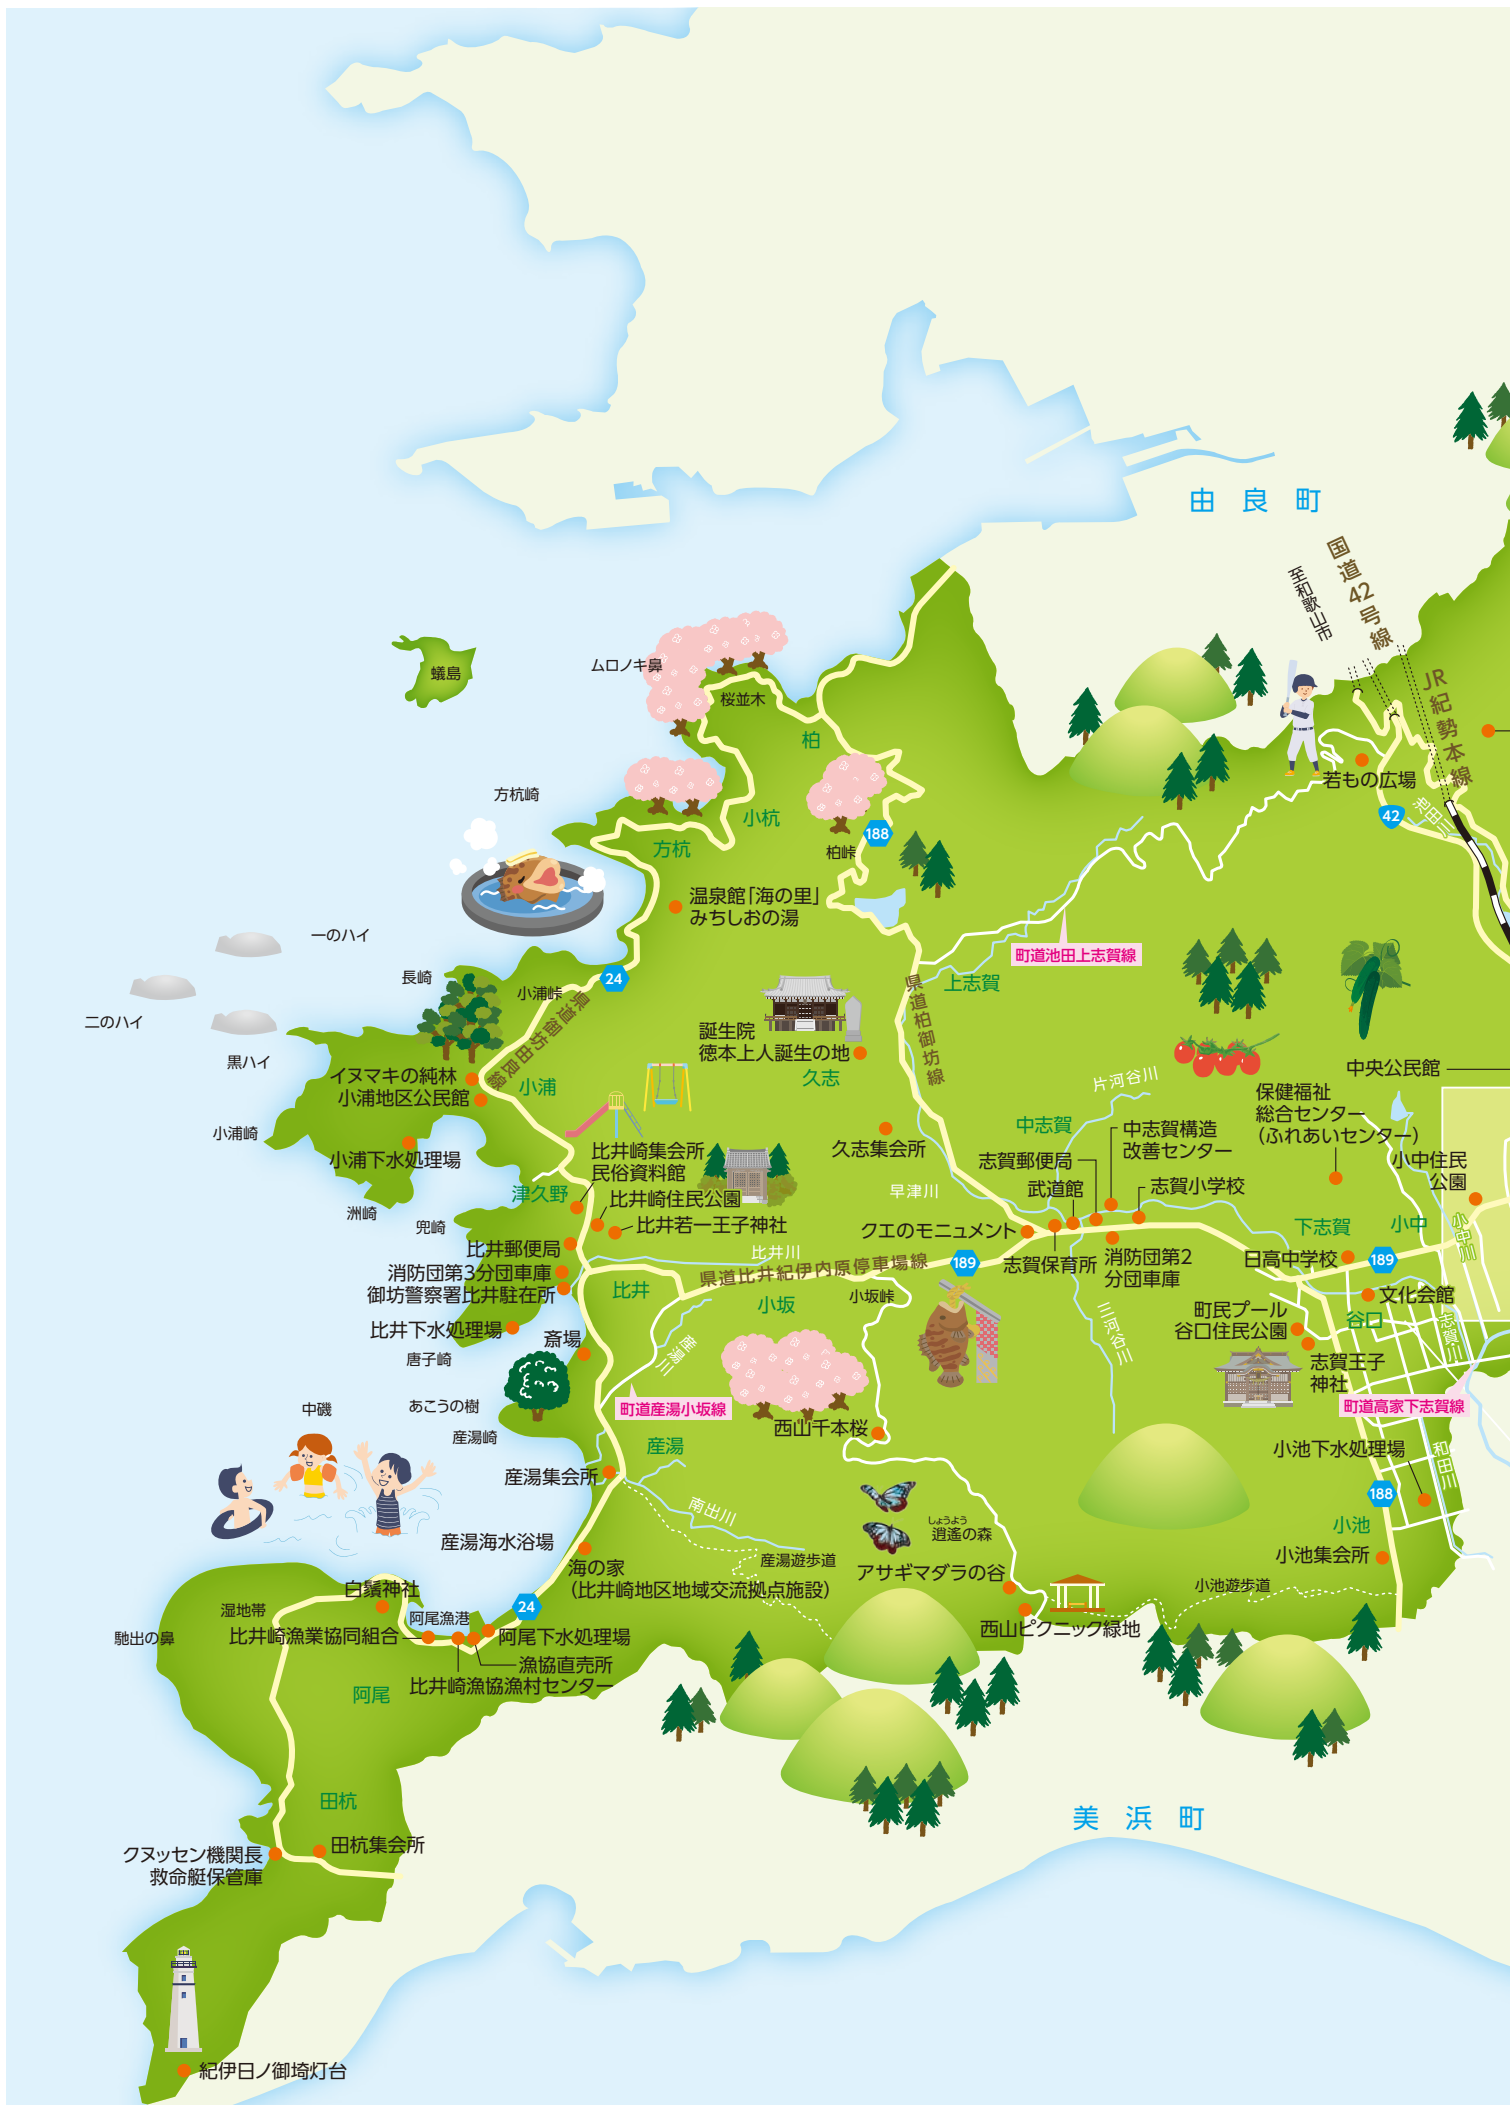 由良町
国道42号線
至和歌山市
JR紀勢本線
蟻島
ムロノキ鼻
桜並木
柏
若もの広場
42
池田川
方杭崎
小杭
方杭
188
柏峠
温泉館「海の里」
みちしおの湯
一のハイ
長崎
小浦峠
24
県道御坊由良線
町道池田上志賀線
上志賀
県道柏御坊線
二のハイ
黒ハイ
誕生院
徳本上人誕生の地
久志
イヌマキの純林
小浦地区公民館
小浦
片河谷川
中央公民館
保健福祉
総合センター
(ふれあいセンター)
小浦崎
小浦下水処理場
比井崎集会所
民俗資料館
久志集会所
中志賀
中志賀構造
改善センター
志賀郵便局
武道館
志賀小学校
小中住民
公園
津久野
比井崎住民公園
早津川
洲崎
兜崎
比井若一王子神社
クエのモニュメント
下志賀
小中
小中川
比井郵便局
比井川
県道比井紀伊内原停車場線
189
志賀保育所
消防団第2
分団車庫
日高中学校
189
消防団第3分団車庫
御坊警察署比井駐在所
比井
小坂
小坂峠
文化会館
町民プール
谷口住民公園
谷口
志賀川
比井下水処理場
斎場
産湯川
三河谷川
唐子崎
志賀王子
神社
中磯
あこうの樹
町道産湯小坂線
町道高家下志賀線
産湯崎
西山千本桜
産湯
小池下水処理場
和田川
産湯集会所
188
南出川
しょうよう
逍遙の森
小池
産湯海水浴場
産湯遊歩道
小池集会所
海の家
(比井崎地区地域交流拠点施設)
アサギマダラの谷
小池遊歩道
白鬚神社
24
湿地帯
阿尾漁港
馳出の鼻
比井崎漁業協同組合
阿尾下水処理場
西山ピクニック緑地
漁協直売所
比井崎漁協漁村センター
阿尾
田杭
美浜町
クヌッセン機関長
救命艇保管庫
田杭集会所
紀伊日ノ御埼灯台